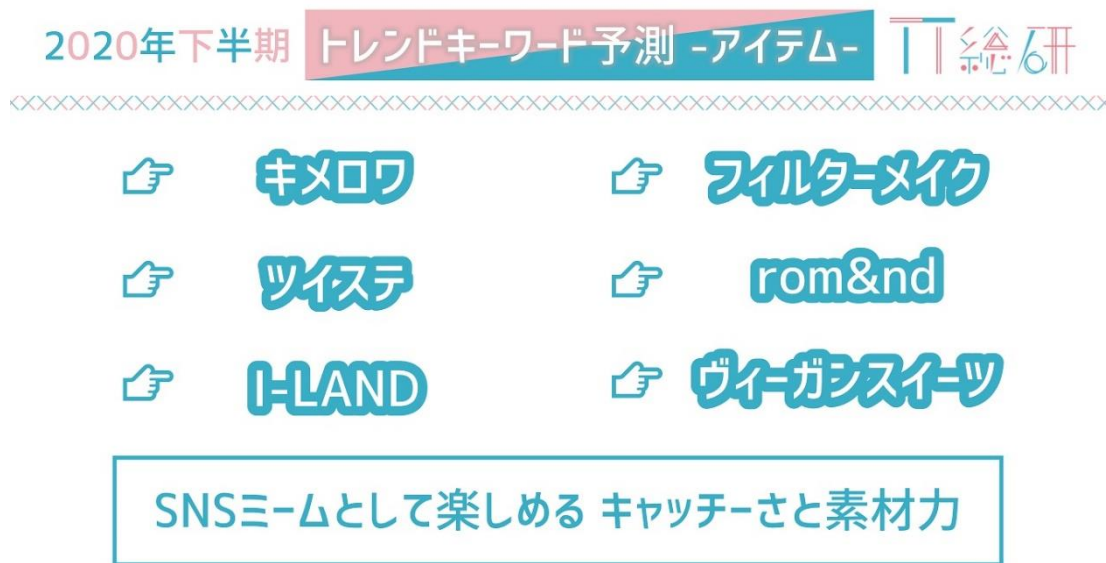 2020年下半期 トレンドキーワード予測 -アイテム- TT総研
キメロワ
フィルターメイク
ツイステ
rom&nd
I-LAND
ヴィーガンスイーツ
SNSミームとして楽しめる キャッチーさと素材力